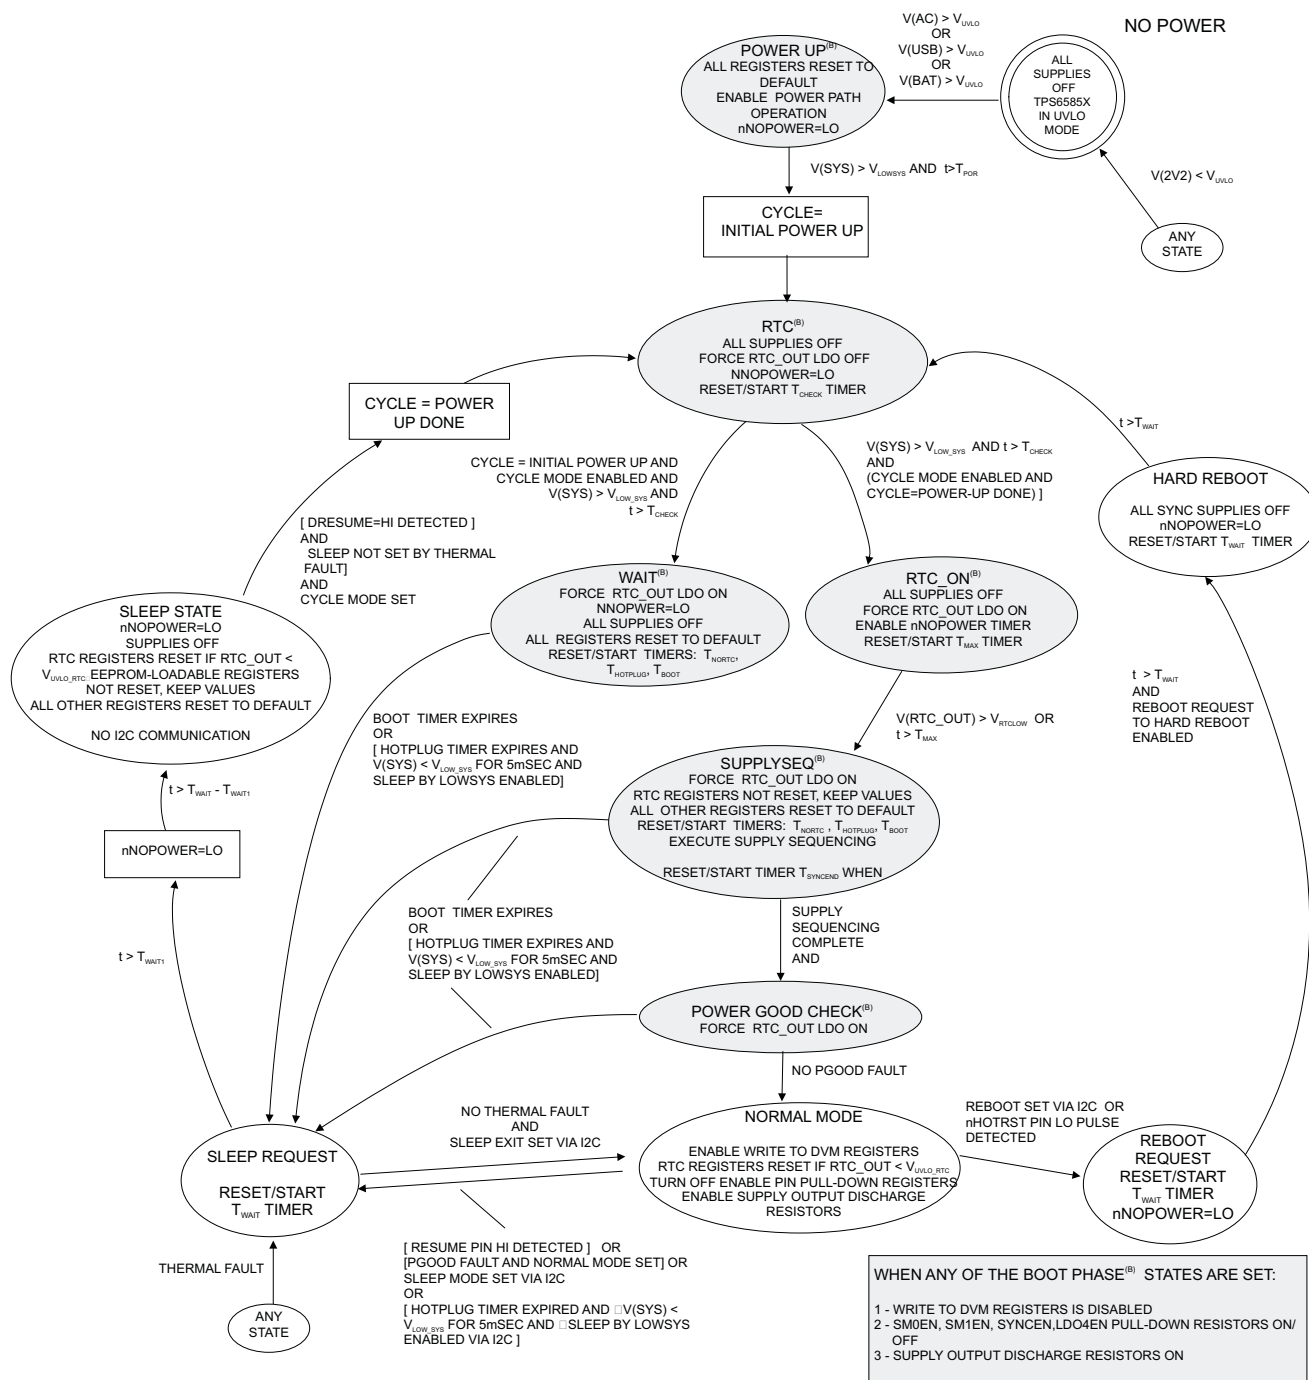 NO POWER
V(AC) > VUVLO
OR
V(USB) > VUVLO
OR
V(BAT) > VUVLO
POWER UP(B)
ALL REGISTERS RESET TO
DEFAULT
ENABLE POWER PATH
OPERATION
nNOPOWER=LO
ALL
SUPPLIES
OFF
TPS6585X
IN UVLO
MODE
V(SYS) > VLOWSYS AND t>TPOR
V(2V2) < VUVLO
CYCLE=
INITIAL POWER UP
ANY
STATE
RTC(B)
ALL SUPPLIES OFF
FORCE RTC_OUT LDO OFF
NNOPOWER=LO
RESET/START TCHECK TIMER
CYCLE = POWER
UP DONE
t >TWAIT
CYCLE = INITIAL POWER UP AND
CYCLE MODE ENABLED AND
V(SYS) > VLOW_SYS AND
t > TCHECK
V(SYS) > VLOW_SYS AND t > TCHECK
AND
(CYCLE MODE ENABLED AND
CYCLE=POWER-UP DONE) ]
HARD REBOOT
ALL SYNC SUPPLIES OFF
nNOPOWER=LO
RESET/START TWAIT TIMER
[ DRESUME=HI DETECTED ]
AND
SLEEP NOT SET BY THERMAL
FAULT]
AND
CYCLE MODE SET
WAIT(B)
FORCE RTC_OUT LDO ON
NNOPWER=LO
ALL SUPPLIES OFF
ALL REGISTERS RESET TO DEFAULT
RESET/START TIMERS: TNORTC,
THOTPLUG, TBOOT
RTC_ON(B)
ALL SUPPLIES OFF
FORCE RTC_OUT LDO ON
ENABLE nNOPOWER TIMER
RESET/START TMAX TIMER
SLEEP STATE
nNOPOWER=LO
SUPPLIES OFF
RTC REGISTERS RESET IF RTC_OUT <
VUVLO_RTC□EEPROM-LOADABLE REGISTERS
NOT RESET, KEEP VALUES
ALL OTHER REGISTERS RESET TO DEFAULT
NO I2C COMMUNICATION
t > TWAIT
AND
REBOOT REQUEST
TO HARD REBOOT
ENABLED
BOOT TIMER EXPIRES
OR
[ HOTPLUG TIMER EXPIRES AND
V(SYS) < VLOW_SYS FOR 5mSEC AND
SLEEP BY LOWSYS ENABLED]
V(RTC_OUT) > VRTCLOW OR
t > TMAX
SUPPLYSEQ(B)
FORCE RTC_OUT LDO ON
RTC REGISTERS NOT RESET, KEEP VALUES
ALL OTHER REGISTERS RESET TO DEFAULT
RESET/START TIMERS: TNORTC , THOTPLUG, TBOOT
EXECUTE SUPPLY SEQUENCING
RESET/START TIMER TSYNCEND WHEN
t > TWAIT - TWAIT1
nNOPOWER=LO
t > TWAIT1
BOOT TIMER EXPIRES
OR
[ HOTPLUG TIMER EXPIRES AND
V(SYS) < VLOW_SYS FOR 5mSEC AND
SLEEP BY LOWSYS ENABLED]
SUPPLY
SEQUENCING
COMPLETE
AND
POWER GOOD CHECK(B)
FORCE RTC_OUT LDO ON
NO PGOOD FAULT
NO THERMAL FAULT
AND
SLEEP EXIT SET VIA I2C
NORMAL MODE
ENABLE WRITE TO DVM REGISTERS
RTC REGISTERS RESET IF RTC_OUT < VUVLO_RTC
TURN OFF ENABLE PIN PULL-DOWN REGISTERS
ENABLE SUPPLY OUTPUT DISCHARGE
RESISTORS
REBOOT SET VIA I2C OR
nHOTRST PIN LO PULSE
DETECTED
REBOOT
REQUEST
RESET/START
TWAIT TIMER
nNOPOWER=LO
SLEEP REQUEST
RESET/START
TWAIT TIMER
THERMAL FAULT
ANY
STATE
[ RESUME PIN HI DETECTED ] OR
[PGOOD FAULT AND NORMAL MODE SET] OR
SLEEP MODE SET VIA I2C
OR
[ HOTPLUG TIMER EXPIRED AND □V(SYS) <
VLOW_SYS FOR 5mSEC AND □SLEEP BY LOWSYS
ENABLED VIA I2C ]
WHEN ANY OF THE BOOT PHASE(B) STATES ARE SET:
1 - WRITE TO DVM REGISTERS IS DISABLED
2 - SM0EN, SM1EN, SYNCEN,LDO4EN PULL-DOWN RESISTORS ON/
OFF
3 - SUPPLY OUTPUT DISCHARGE RESISTORS ON